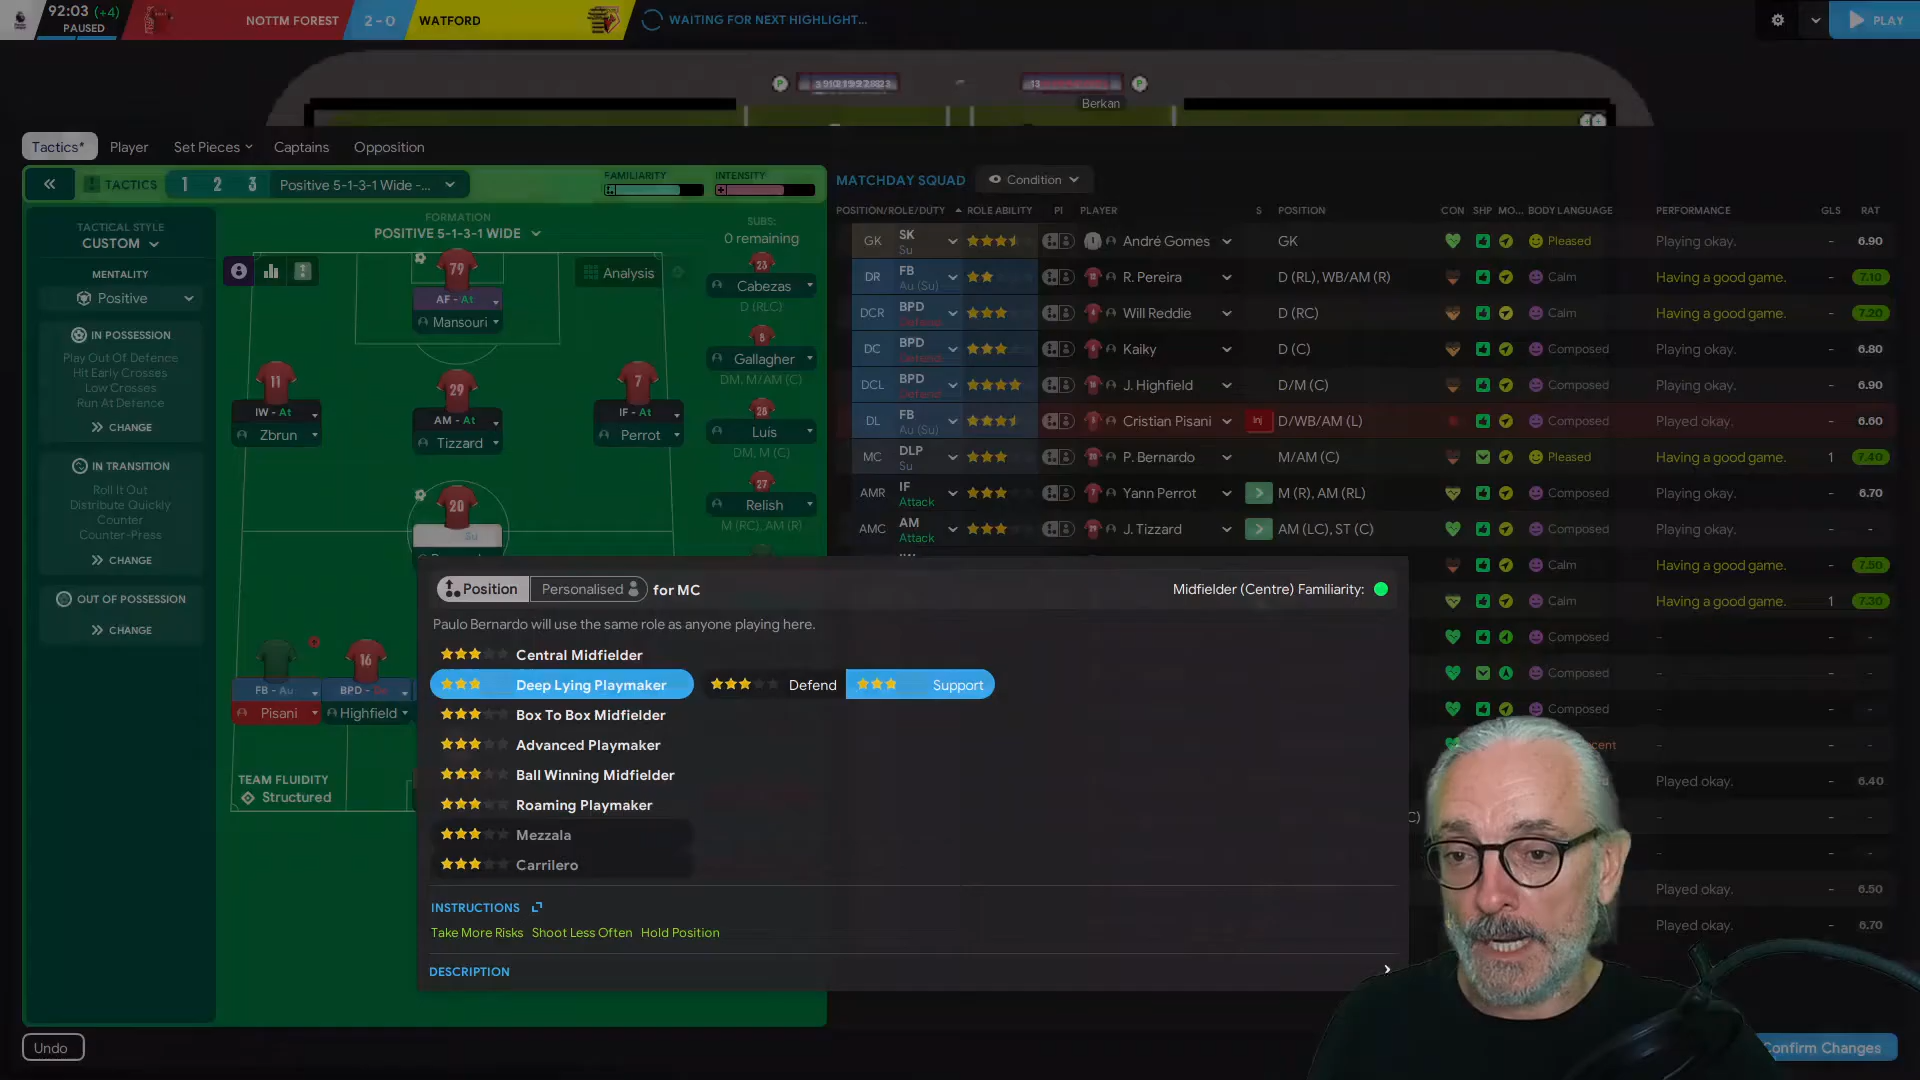 92:03 (+4)
PAUSED
NOTTM FOREST
2 - 0
WATFORD
WAITING FOR NEXT HIGHLIGHT...
PLAY
13
Berkan
Tactics*
Player
Set Pieces
Captains
Opposition
TACTICS
1 2 3
Positive 5-1-3-1 Wide -...
FAMILIARITY
INTENSITY
MATCHDAY SQUAD
Condition
TACTICAL STYLE
CUSTOM
MENTALITY
Positive
IN POSSESSION
Play Out Of Defence
Hit Early Crosses
Low Crosses
Run At Defence
CHANGE
IN TRANSITION
Roll It Out
Distribute Quickly
Counter
Counter-Press
CHANGE
OUT OF POSSESSION
CHANGE
FORMATION
POSITIVE 5-1-3-1 WIDE
Analysis
79
AF - At
Mansouri
11
IW - At
Zbrun
29
AM - At
Tizzard
7
IF - At
Perrot
20
Su
FB - Au
Pisani
16
BPD - De
Highfield
TEAM FLUIDITY
Structured
SUBS:
0 remaining
23
Cabezas
D (RLC)
8
Gallagher
DM, M/AM (C)
28
Luís
DM, M (C)
27
Relish
M (RC), AM (R)
POSITION/ROLE/DUTY ROLE ABILITY PI PLAYER S POSITION CON SHP MO... BODY LANGUAGE PERFORMANCE GLS RAT
GK SK Su André Gomes GK Pleased Playing okay. - 6.90
DR FB Au (Su) R. Pereira D (RL), WB/AM (R) Calm Having a good game. - 7.10
DCR BPD Defend Will Reddie D (RC) Calm Having a good game. - 7.20
DC BPD Defend Kaiky D (C) Composed Playing okay. - 6.80
DCL BPD Defend J. Highfield D/M (C) Composed Playing okay. - 6.90
DL FB Au (Su) Cristian Pisani Inj D/WB/AM (L) Composed Played okay. - 6.60
MC DLP Su P. Bernardo M/AM (C) Pleased Having a good game. 1 7.40
AMR IF Attack Yann Perrot M (R), AM (RL) Composed Playing okay. - 6.70
AMC AM Attack J. Tizzard AM (LC), ST (C) Composed Playing okay. - -
Calm Having a good game. - 7.50
Calm Having a good game. 1 7.30
Composed - - -
Composed - - -
Composed - - -
- - -
Played okay. - 6.40
C) - - -
- - -
Played okay. - 6.50
Played okay. - 6.70
Position
Personalised
for MC
Midfielder (Centre) Familiarity:
Paulo Bernardo will use the same role as anyone playing here.
Central Midfielder
Deep Lying Playmaker
Defend
Support
Box To Box Midfielder
Advanced Playmaker
Ball Winning Midfielder
Roaming Playmaker
Mezzala
Carrilero
INSTRUCTIONS
Take More Risks Shoot Less Often Hold Position
DESCRIPTION
Undo
Confirm Changes